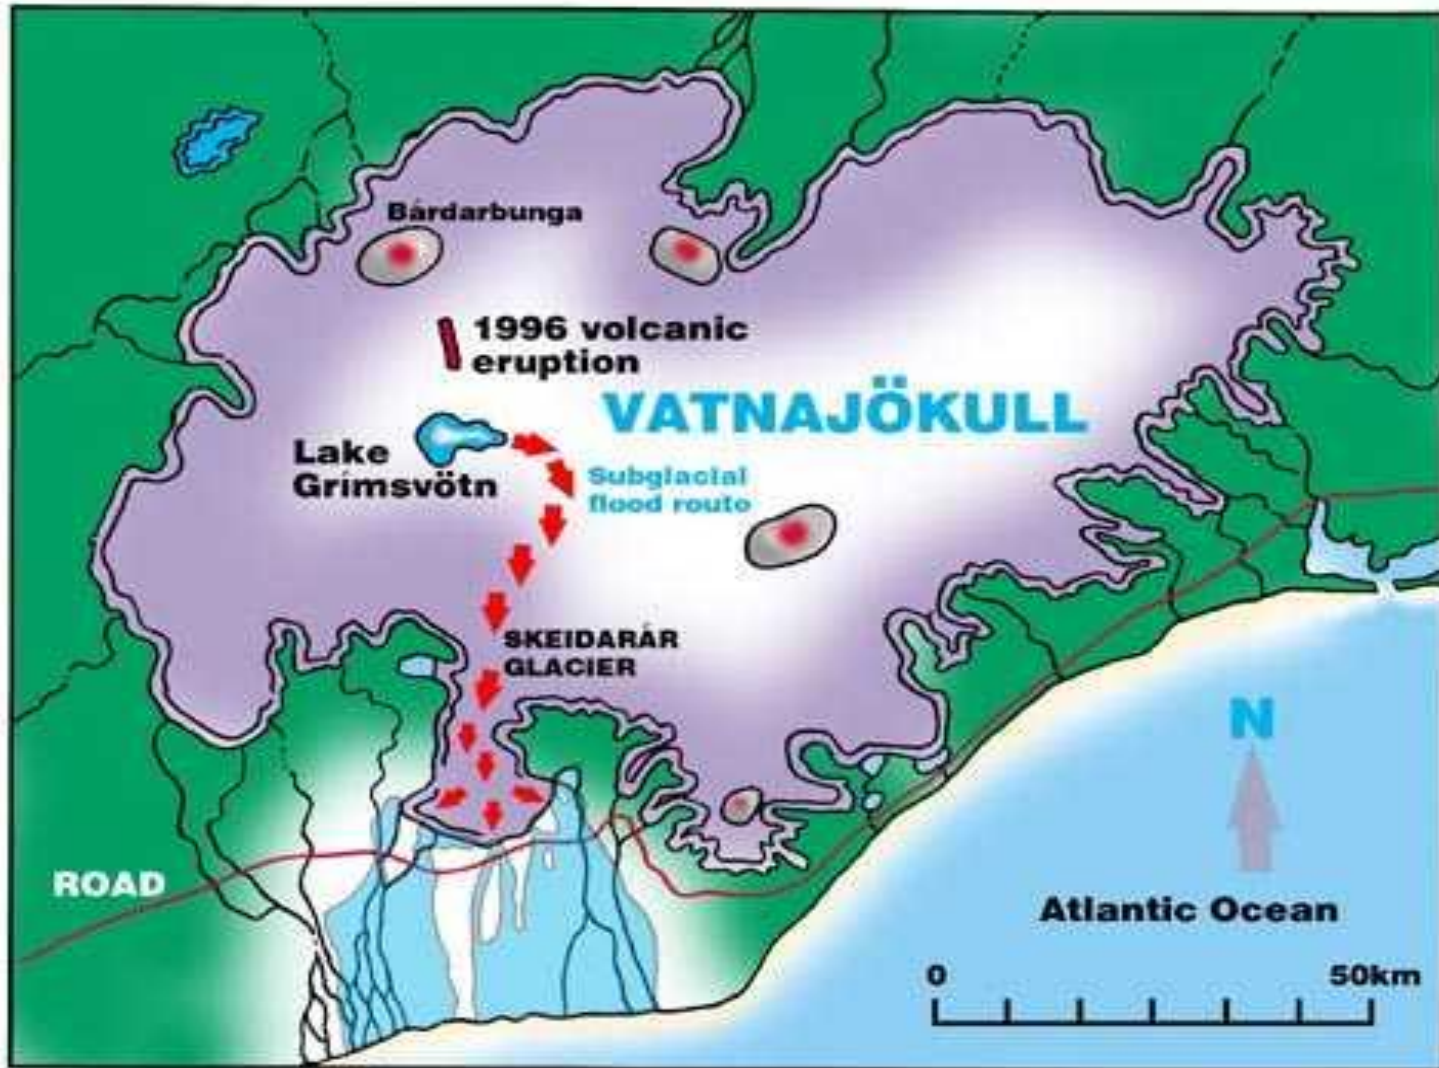 Bárdarbunga
1996 volcanic
eruption
VATNAJÖKULL
Lake
Grímsvötn
Subglacial
flood route
SKEIDARÁR
GLACIER
N
ROAD
Atlantic Ocean
0 50km